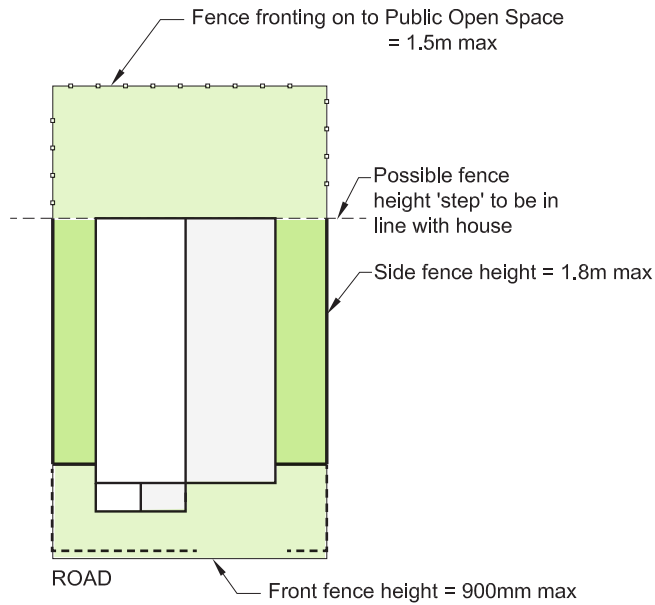 Fence fronting on to Public Open Space
= 1.5m max
Possible fence
height 'step' to be in
line with house
Side fence height = 1.8m max
ROAD
Front fence height = 900mm max